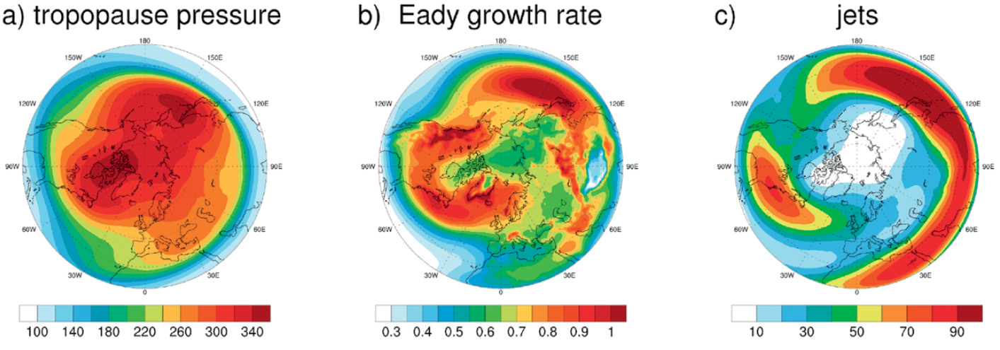 a) tropopause pressure
b) Eady growth rate
c) jets
180
150W
150E
120W
120E
90W
90E
60W
60E
30W
30E
0
100 140 180 220 260 300 340
180
150W
150E
120W
120E
90W
90E
60W
60E
30W
30E
0
0.3 0.4 0.5 0.6 0.7 0.8 0.9 1
180
150W
150E
120W
120E
90W
90E
60W
60E
30W
30E
0
10 30 50 70 90